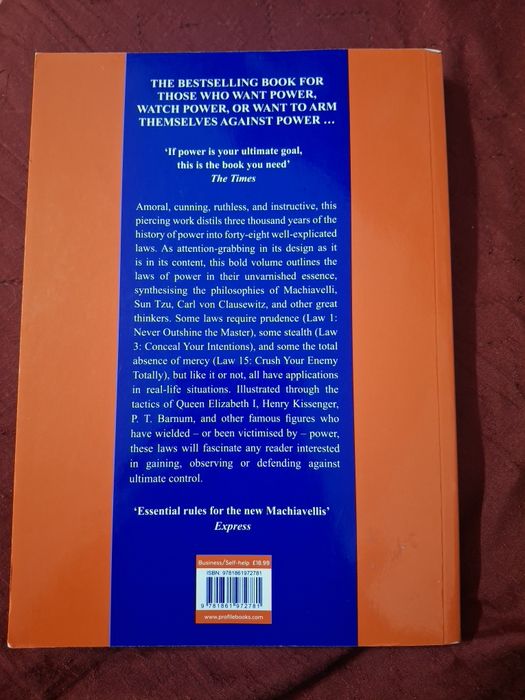 THE BESTSELLING BOOK FOR
THOSE WHO WANT POWER,
WATCH POWER, OR WANT TO ARM
THEMSELVES AGAINST POWER ...
‘If power is your ultimate goal,
this is the book you need’
The Times
Amoral, cunning, ruthless, and instructive, this
piercing work distils three thousand years of the
history of power into forty-eight well-explicated
laws. As attention-grabbing in its design as it
is in its content, this bold volume outlines the
laws of power in their unvarnished essence,
synthesising the philosophies of Machiavelli,
Sun Tzu, Carl von Clausewitz, and other great
thinkers. Some laws require prudence (Law 1:
Never Outshine the Master), some stealth (Law
3: Conceal Your Intentions), and some the total
absence of mercy (Law 15: Crush Your Enemy
Totally), but like it or not, all have applications
in real-life situations. Illustrated through the
tactics of Queen Elizabeth I, Henry Kissenger,
P. T. Barnum, and other famous figures who
have wielded – or been victimised by – power,
these laws will fascinate any reader interested
in gaining, observing or defending against
ultimate control.
‘Essential rules for the new Machiavellis’
Express
Business/Self-help £18.99
ISBN: 9781861972781
9 781861 972781
www.profilebooks.com